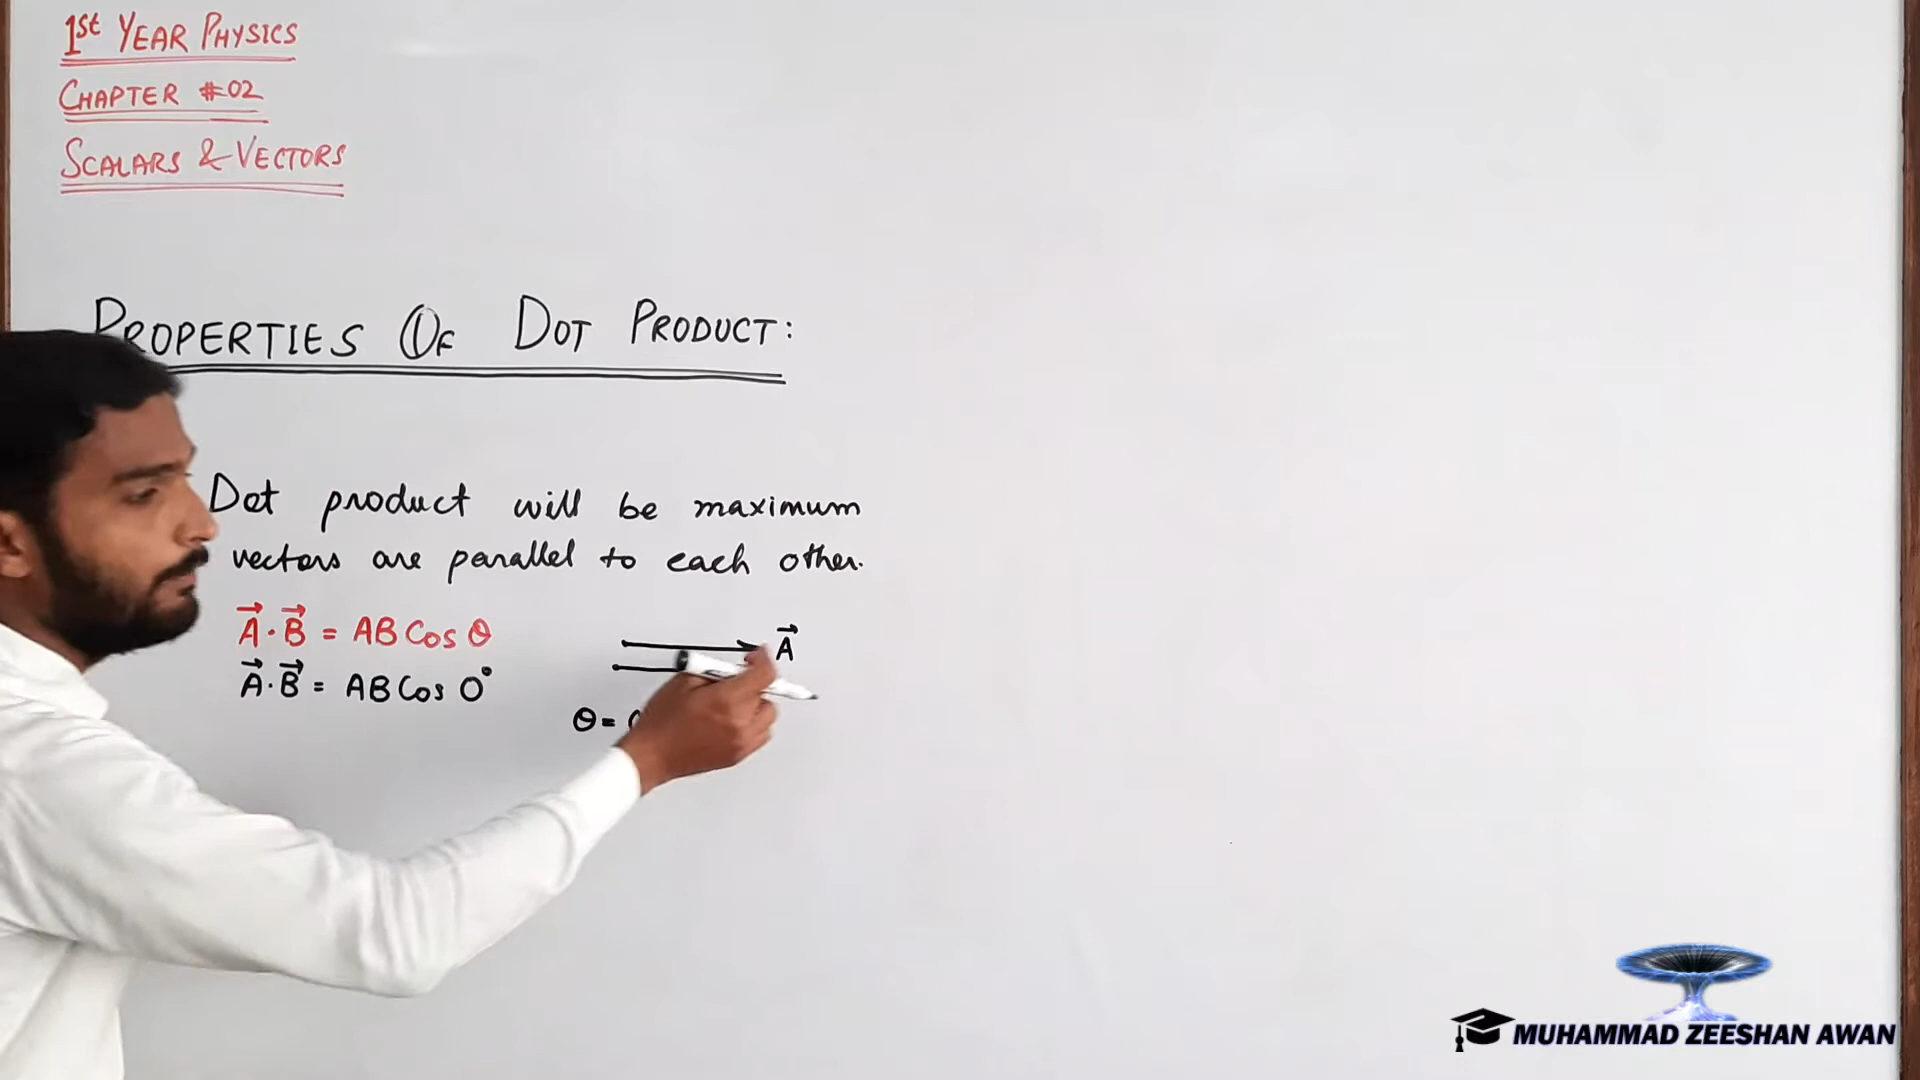 1st YEAR PHYSICS
CHAPTER #02
SCALARS & VECTORS
PROPERTIES OF DOT PRODUCT:
Dot product will be maximum
vectors are parallel to each other.
A⃗·B⃗ = AB Cos θ
A⃗·B⃗ = AB Cos 0°
A⃗
θ =
MUHAMMAD ZEESHAN AWAN